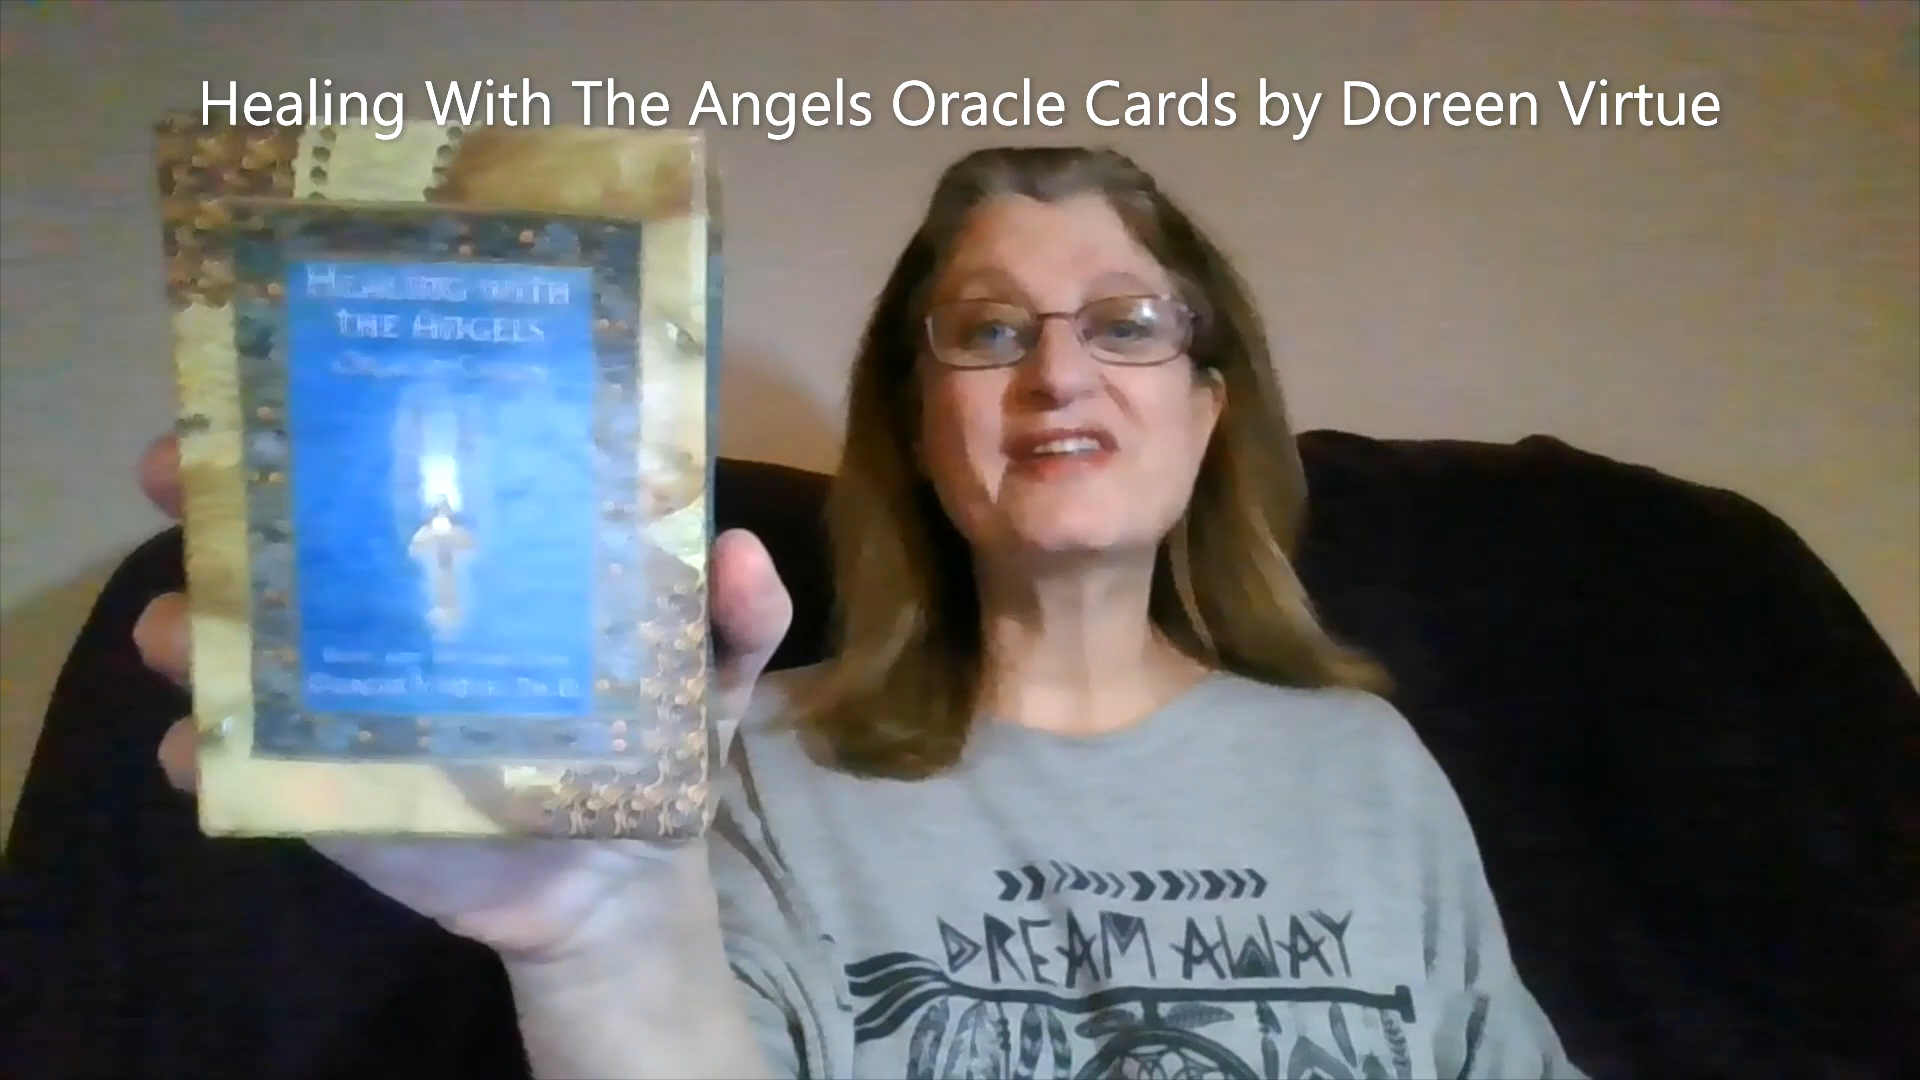 Healing With The Angels Oracle Cards by Doreen Virtue
HEALING WITH
THE ANGELS
DREAM AWAY